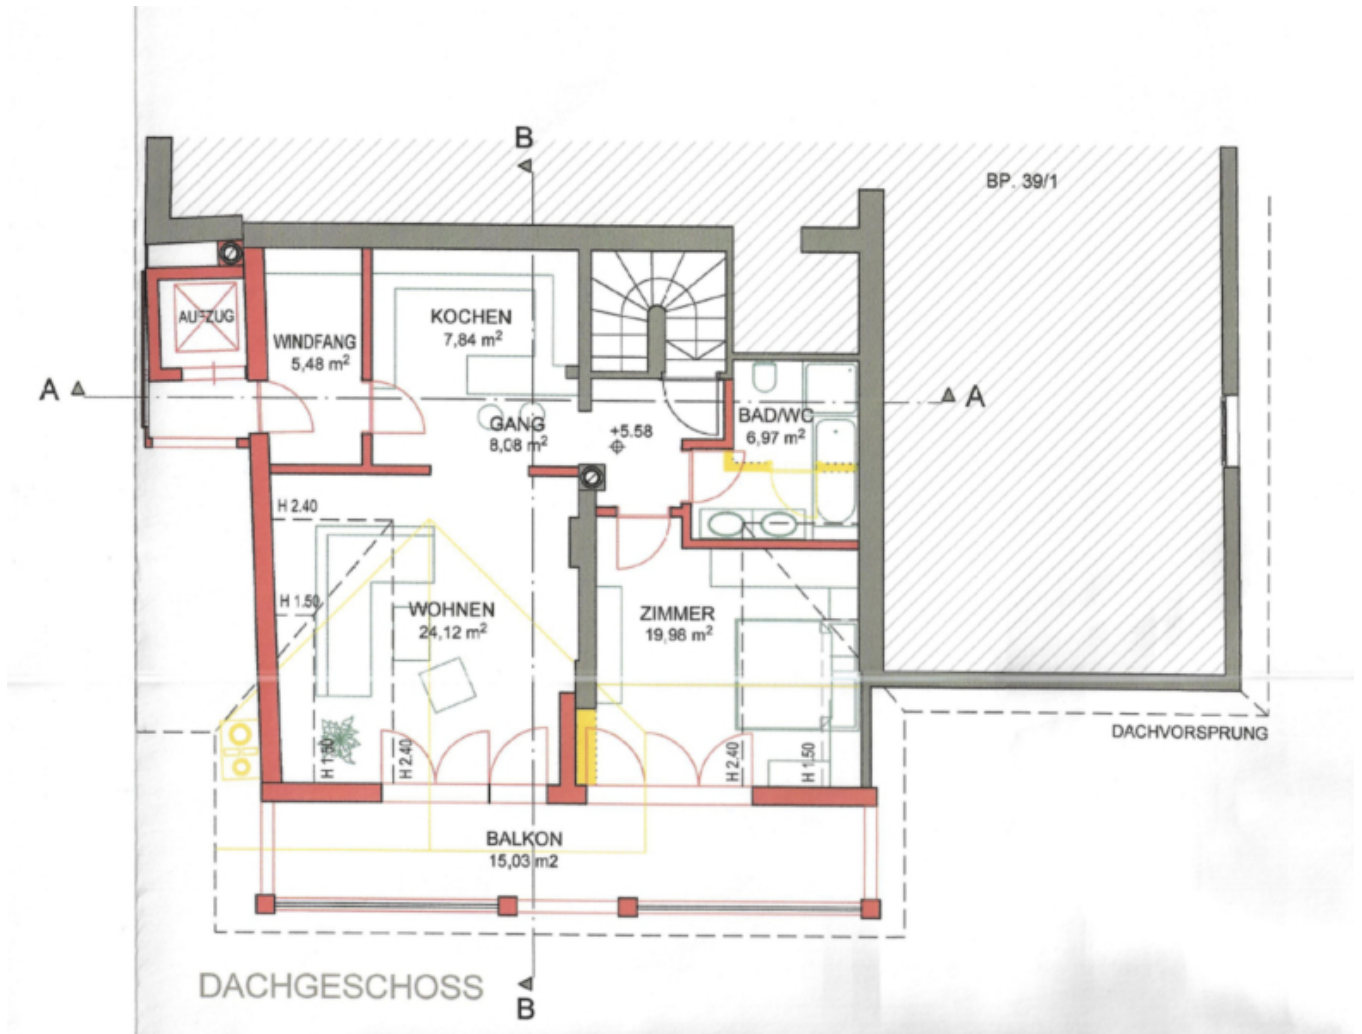 B
BP. 39/1
AUFZUG
WINDFANG
5,48 m²
KOCHEN
7,84 m²
A
A
GANG
8,08 m²
+5.58
BAD/WC
6,97 m²
H 2.40
H 1.50
WOHNEN
24,12 m²
ZIMMER
19,98 m²
H 1.50
H 2.40
H 2.40
H 1.50
DACHVORSPRUNG
BALKON
15,03 m2
DACHGESCHOSS
B